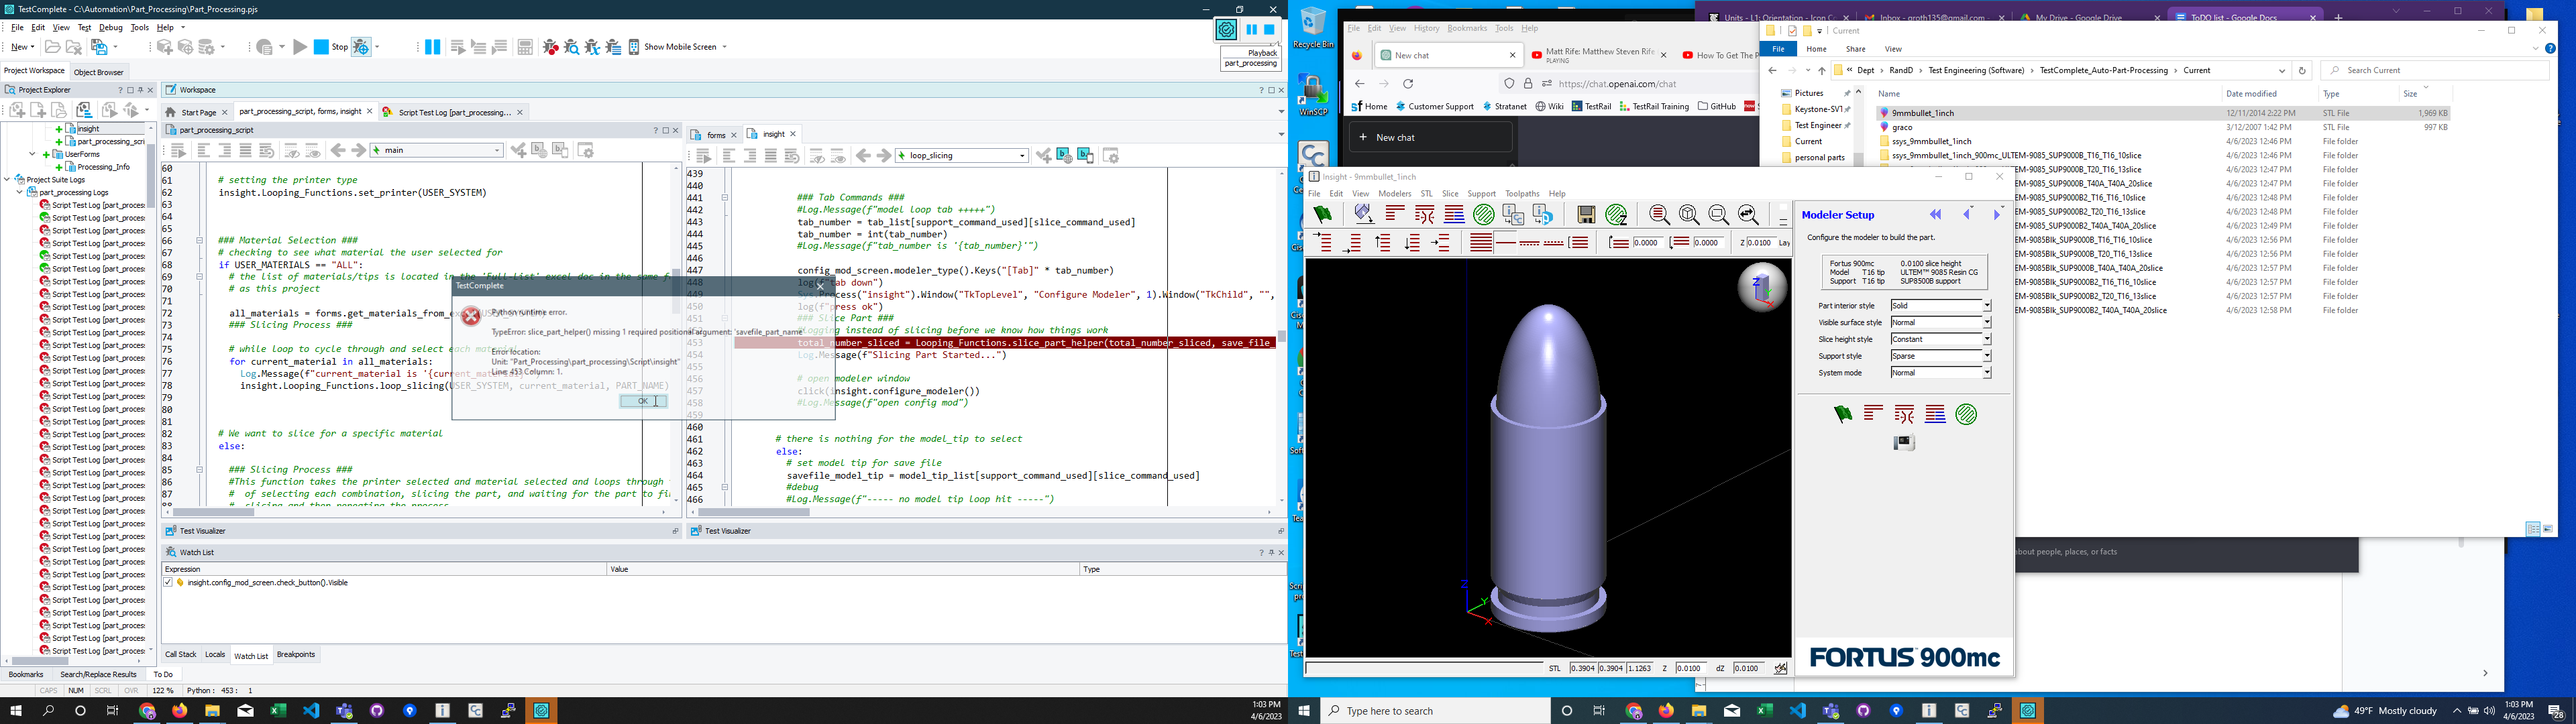 TestComplete - C:\Automation\Part_Processing\Part_Processing.pjs
File Edit View Test Debug Tools Help
New
Stop
Show Mobile Screen
Playback
part_processing
Project Workspace Object Browser
Project Explorer
insight
part_processing_scri
UserForms
Processing_Info
Project Suite Logs
part_processing Logs
Script Test Log [part_process
Workspace
Start Page
part_processing_script, forms, insight
Script Test Log [part_processing...
part_processing_script
main
60
61 # setting the printer type
62 insight.Looping_Functions.set_printer(USER_SYSTEM)
63
64
65
66 ### Material Selection ###
67 # checking to see what material the user selected for
68 if USER_MATERIALS == "ALL":
69 # the list of materials/tips is located in the 'Full-List' excel doc in the same f
70 # as this project
71
72 all_materials = forms.get_materials_from_ex
73 ### Slicing Process ###
74
75 # while loop to cycle through and select each material
76 for current_material in all_materials:
77 Log.Message(f"current_material is '{current_material}'
78 insight.Looping_Functions.loop_slicing(USER_SYSTEM, current_material, PART_NAME)
79
80
81
82 # We want to slice for a specific material
83 else:
84
85 ### Slicing Process ###
86 #This function takes the printer selected and material selected and Loops through
87 # of selecting each combination, slicing the part, and waiting for the part to fi
88 # slicing and then repeating the process
forms
insight
loop_slicing
439
440
441 ### Tab Commands ###
442 #Log.Message(f"model loop tab +++++")
443 tab_number = tab_list[support_command_used][slice_command_used]
444 tab_number = int(tab_number)
445 #Log.Message(f"tab_number is '{tab_number}'")
446
447 config_mod_screen.modeler_type().Keys("[Tab]" * tab_number)
448 log(f"tab down")
449 Sys.Process("insight").Window("TkTopLevel", "Configure Modeler", 1).Window("TkChild", "",
450 log(f"press ok")
451 ### Slice Part ###
452 #logging instead of slicing before we know how things work
453 total_number_sliced = Looping_Functions.slice_part_helper(total_number_sliced, save_file_
454 Log.Message(f"Slicing Part Started...")
455
456 # open modeler window
457 click(insight.configure_modeler())
458 #Log.Message(f"open config mod")
459
460
461 # there is nothing for the model_tip to select
462 else:
463 # set model tip for save file
464 savefile_model_tip = model_tip_list[support_command_used][slice_command_used]
465 #debug
466 #Log.Message(f"----- no model tip loop hit -----")
TestComplete
Python runtime error.
TypeError: slice_part_helper() missing 1 required positional argument: 'savefile_part_name'
Error location:
Unit: "Part_Processing\part_processing\Script\insight"
Line: 453 Column: 1.
OK
Test Visualizer
Test Visualizer
Watch List
Expression Value Type
insight.config_mod_screen.check_button().Visible
Call Stack Locals Watch List Breakpoints
Bookmarks Search/Replace Results To Do
CAPS NUM SCRL OVR 122 % Python : 453 : 1
1:03 PM
4/6/2023
Recycle Bin
WinSCP
Units - L1: Orientation - Icon C
Inbox - groth135@gmail.com -
My Drive - Google Drive
ToDO list - Google Docs
File Edit View History Bookmarks Tools Help
New chat
Matt Rife: Matthew Steven Rife
PLAYING
How To Get The P
https://chat.openai.com/chat
Home Customer Support Stratanet Wiki TestRail TestRail Training GitHub
New chat
Current
File Home Share View
Dept RandD Test Engineering (Software) TestComplete_Auto-Part-Processing Current
Search Current
Pictures
Keystone-SV1
Test Engineer
Current
personal parts
Name Date modified Type Size
9mmbullet_1inch 12/11/2014 2:22 PM STL File 1,969 KB
graco 3/12/2007 1:42 PM STL File 997 KB
ssys_9mmbullet_1inch 4/6/2023 12:46 PM File folder
ssys_9mmbullet_1inch_900mc_ULTEM-9085_SUP9000B_T16_T16_10slice 4/6/2023 12:46 PM File folder
EM-9085_SUP9000B_T20_T16_13slice 4/6/2023 12:47 PM File folder
EM-9085_SUP9000B_T40A_T40A_20slice 4/6/2023 12:47 PM File folder
EM-9085_SUP9000B2_T16_T16_10slice 4/6/2023 12:48 PM File folder
EM-9085_SUP9000B2_T20_T16_13slice 4/6/2023 12:48 PM File folder
EM-9085_SUP9000B2_T40A_T40A_20slice 4/6/2023 12:49 PM File folder
EM-9085Blk_SUP9000B_T16_T16_10slice 4/6/2023 12:56 PM File folder
EM-9085Blk_SUP9000B_T20_T16_13slice 4/6/2023 12:56 PM File folder
EM-9085Blk_SUP9000B_T40A_T40A_20slice 4/6/2023 12:57 PM File folder
EM-9085Blk_SUP9000B2_T16_T16_10slice 4/6/2023 12:57 PM File folder
EM-9085Blk_SUP9000B2_T20_T16_13slice 4/6/2023 12:57 PM File folder
EM-9085Blk_SUP9000B2_T40A_T40A_20slice 4/6/2023 12:58 PM File folder
Insight - 9mmbullet_1inch
File Edit View Modelers STL Slice Support Toolpaths Help
0.0000 0.0000 Z 0.0100 Lay
Modeler Setup
Configure the modeler to build the part.
Fortus 900mc 0.0100 slice height
Model T16 tip ULTEM™ 9085 Resin CG
Support T16 tip SUP8500B support
Part interior style Solid
Visible surface style Normal
Slice height style Constant
Support style Sparse
System mode Normal
FORTUS 900mc
Z
Y
X
STL 0.3904 0.3904 1.1263 Z 0.0100 dZ 0.0100
about people, places, or facts
Type here to search
49°F Mostly cloudy
1:03 PM
4/6/2023
28